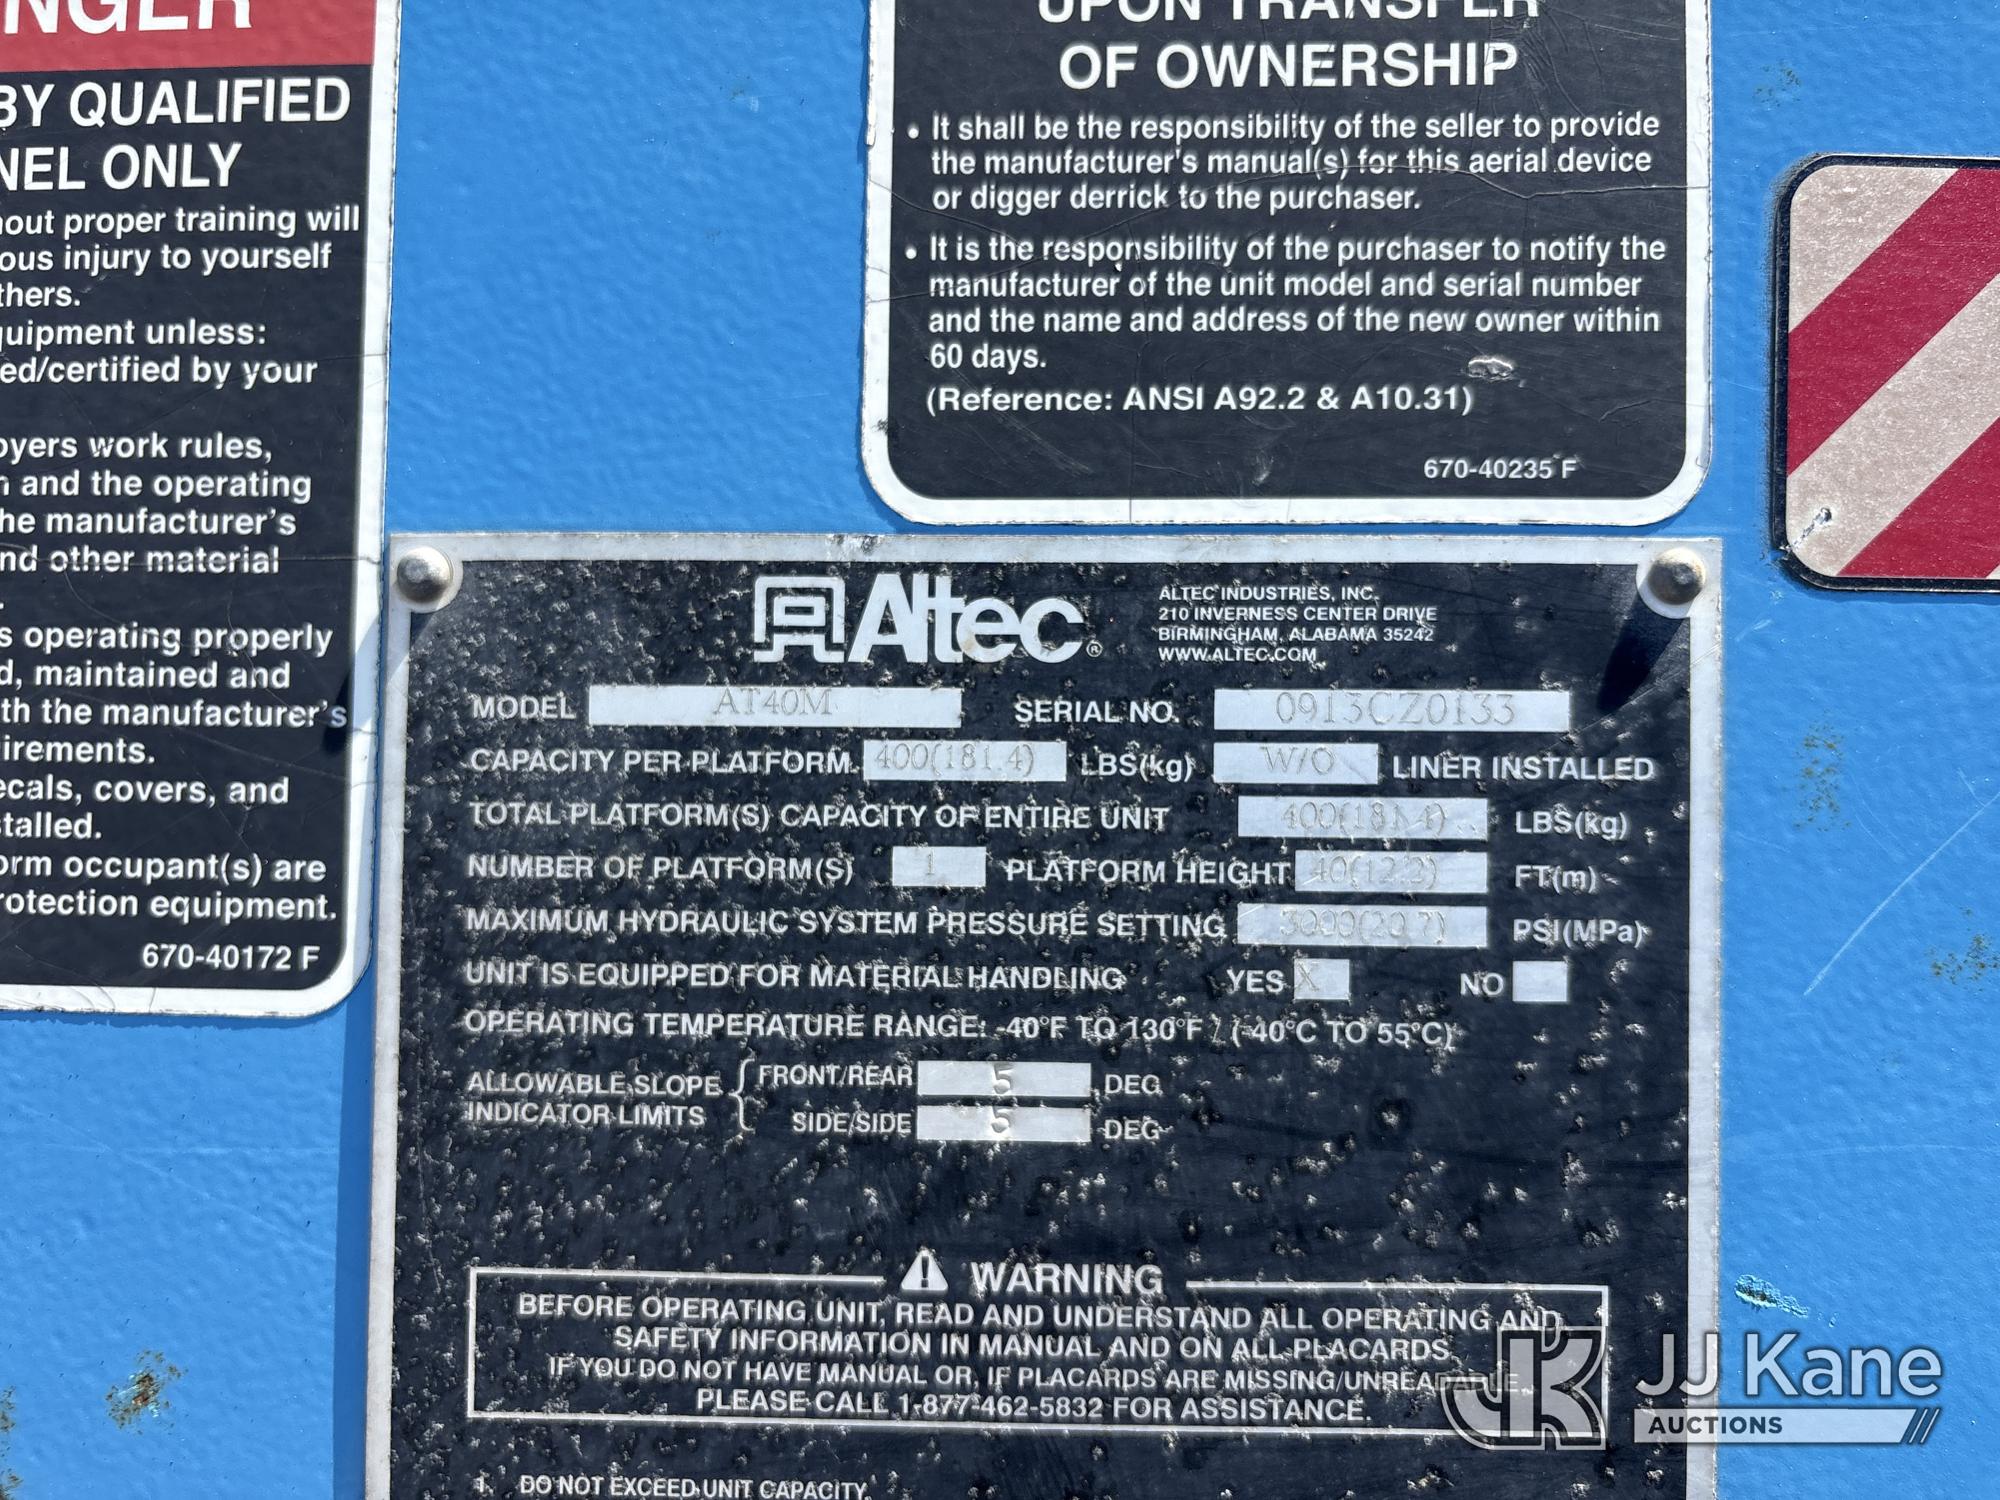 NGER
BY QUALIFIED
NEL ONLY
hout proper training will
ous injury to yourself
thers.
quipment unless:
ed/certified by your
oyers work rules,
n and the operating
he manufacturer's
nd other material
s operating properly
d, maintained and
th the manufacturer's
irements.
ecals, covers, and
stalled.
orm occupant(s) are
rotection equipment.
670-40172 F
UPON TRANSFER
OF OWNERSHIP
• It shall be the responsibility of the seller to provide
the manufacturer's manual(s) for this aerial device
or digger derrick to the purchaser.
• It is the responsibility of the purchaser to notify the
manufacturer of the unit model and serial number
and the name and address of the new owner within
60 days.
(Reference: ANSI A92.2 & A10.31)
670-40235 F
Altec®
ALTEC INDUSTRIES, INC.
210 INVERNESS CENTER DRIVE
BIRMINGHAM, ALABAMA 35242
WWW.ALTEC.COM
MODEL AT40M SERIAL NO. 0913CZ0133
CAPACITY PER PLATFORM 400(181.4) LBS(kg) W/O LINER INSTALLED
TOTAL PLATFORM(S) CAPACITY OF ENTIRE UNIT 400(181.4) LBS(kg)
NUMBER OF PLATFORM(S) 1 PLATFORM HEIGHT 40(12.2) FT(m)
MAXIMUM HYDRAULIC SYSTEM PRESSURE SETTING 3000(20.7) PSI(MPa)
UNIT IS EQUIPPED FOR MATERIAL HANDLING YES X NO
OPERATING TEMPERATURE RANGE: -40°F TO 130°F / (-40°C TO 55°C)
ALLOWABLE SLOPE { FRONT/REAR 5 DEG
INDICATOR LIMITS { SIDE/SIDE 5 DEG
WARNING
BEFORE OPERATING UNIT, READ AND UNDERSTAND ALL OPERATING AND
SAFETY INFORMATION IN MANUAL AND ON ALL PLACARDS.
IF YOU DO NOT HAVE MANUAL OR, IF PLACARDS ARE MISSING/UNREADABLE,
PLEASE CALL 1-877-462-5832 FOR ASSISTANCE.
1. DO NOT EXCEED UNIT CAPACITY.
JK JJ Kane
AUCTIONS